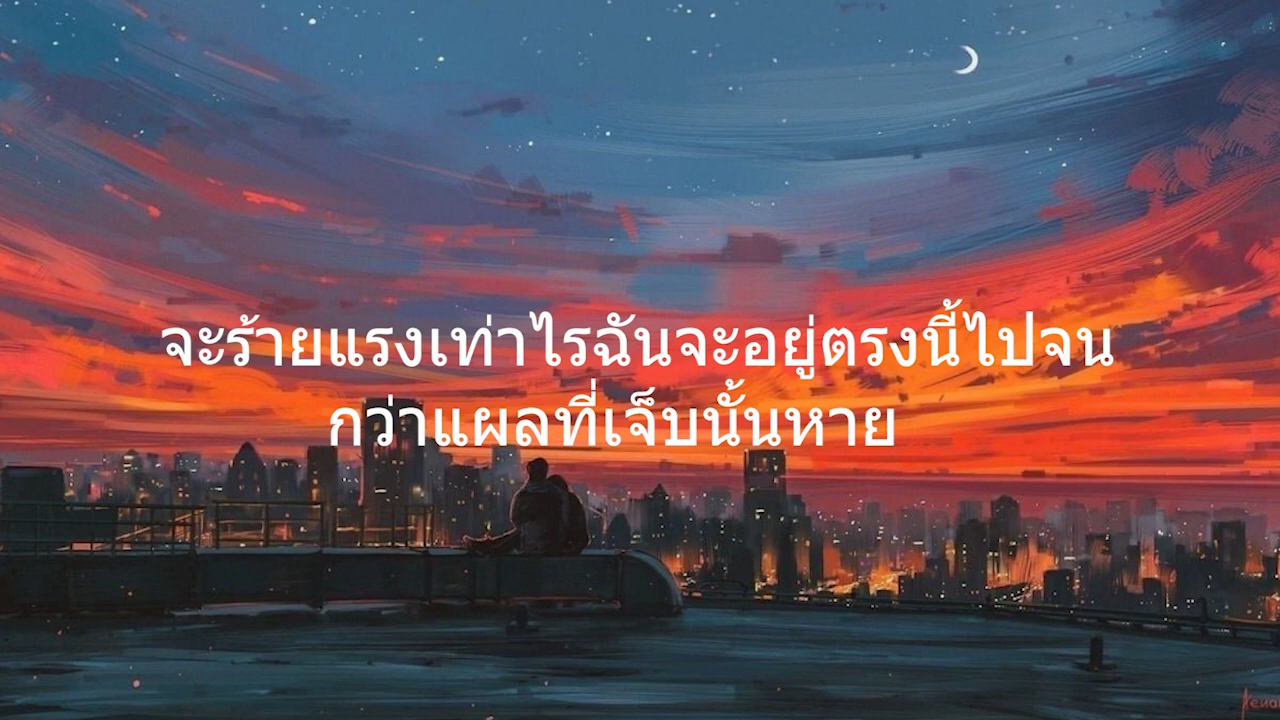 จะร้ายแรงเท่าไรฉันจะอยู่ตรงนี้ไปจน
กว่าแผลที่เจ็บนั้นหาย